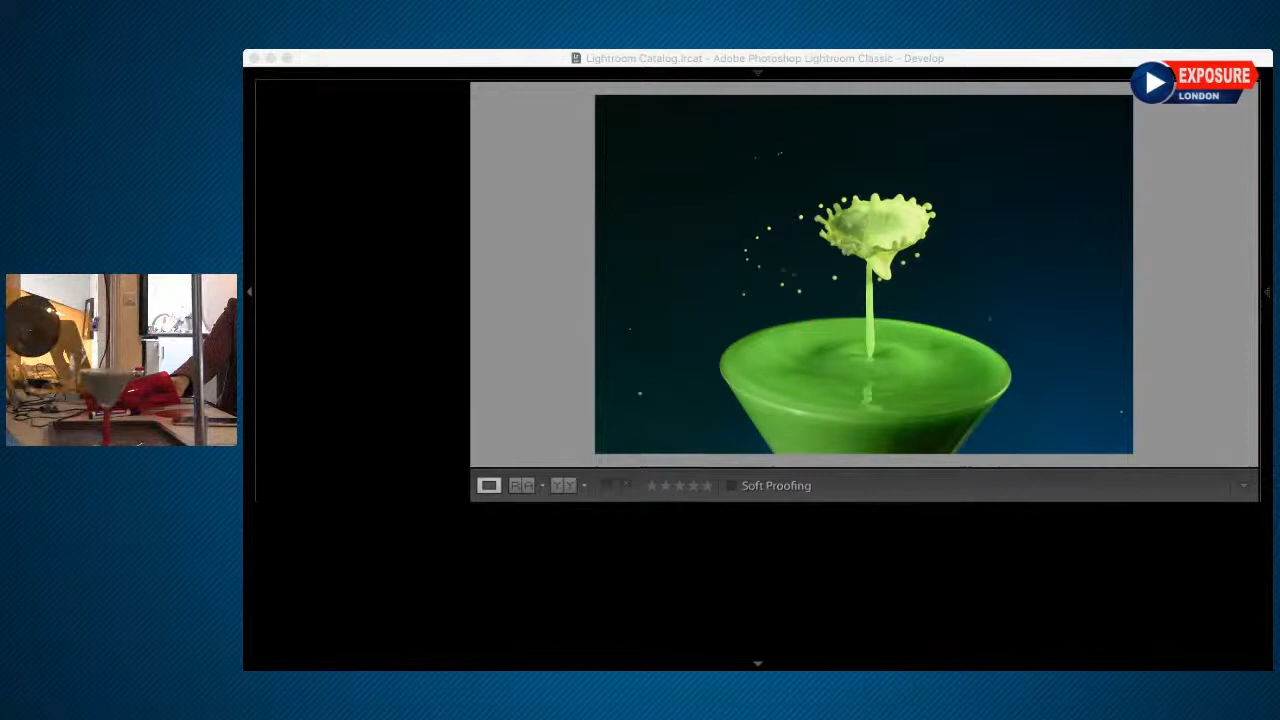 Lightroom Catalog.lrcat - Adobe Photoshop Lightroom Classic - Develop
EXPOSURE
LONDON
R A
Y Y
Soft Proofing